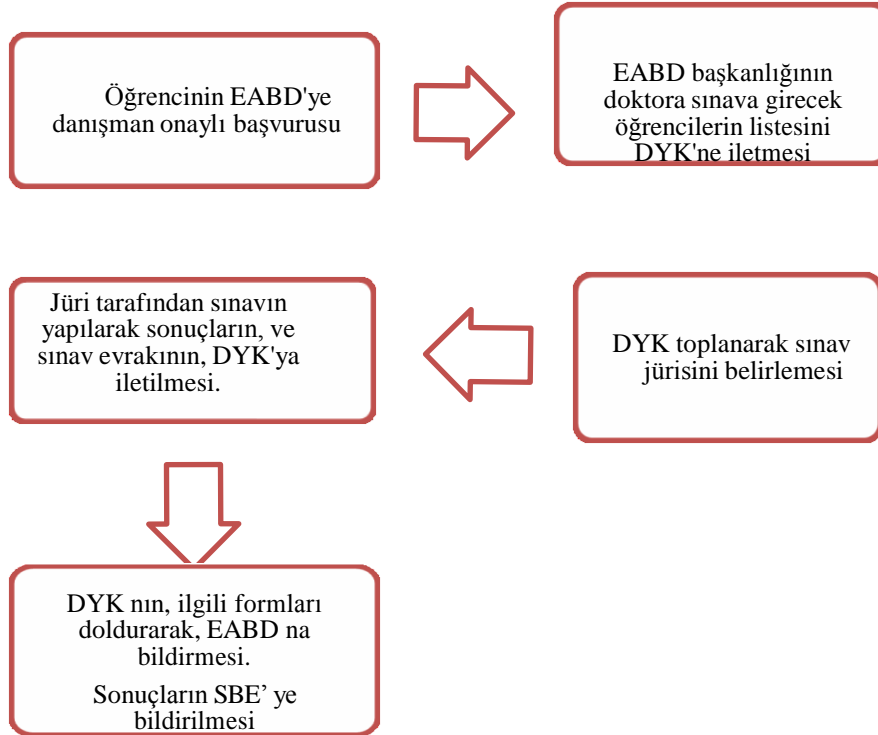 Öğrencinin EABD'ye
danışman onaylı başvurusu
EABD başkanlığının
doktora sınava girecek
öğrencilerin listesini
DYK'ne iletmesi
DYK toplanarak sınav
jürisini belirlemesi
Jüri tarafından sınavın
yapılarak sonuçların, ve
sınav evrakının, DYK'ya
iletilmesi.
DYK nın, ilgili formları
doldurarak, EABD na
bildirmesi.
Sonuçların SBE’ ye
bildirilmesi